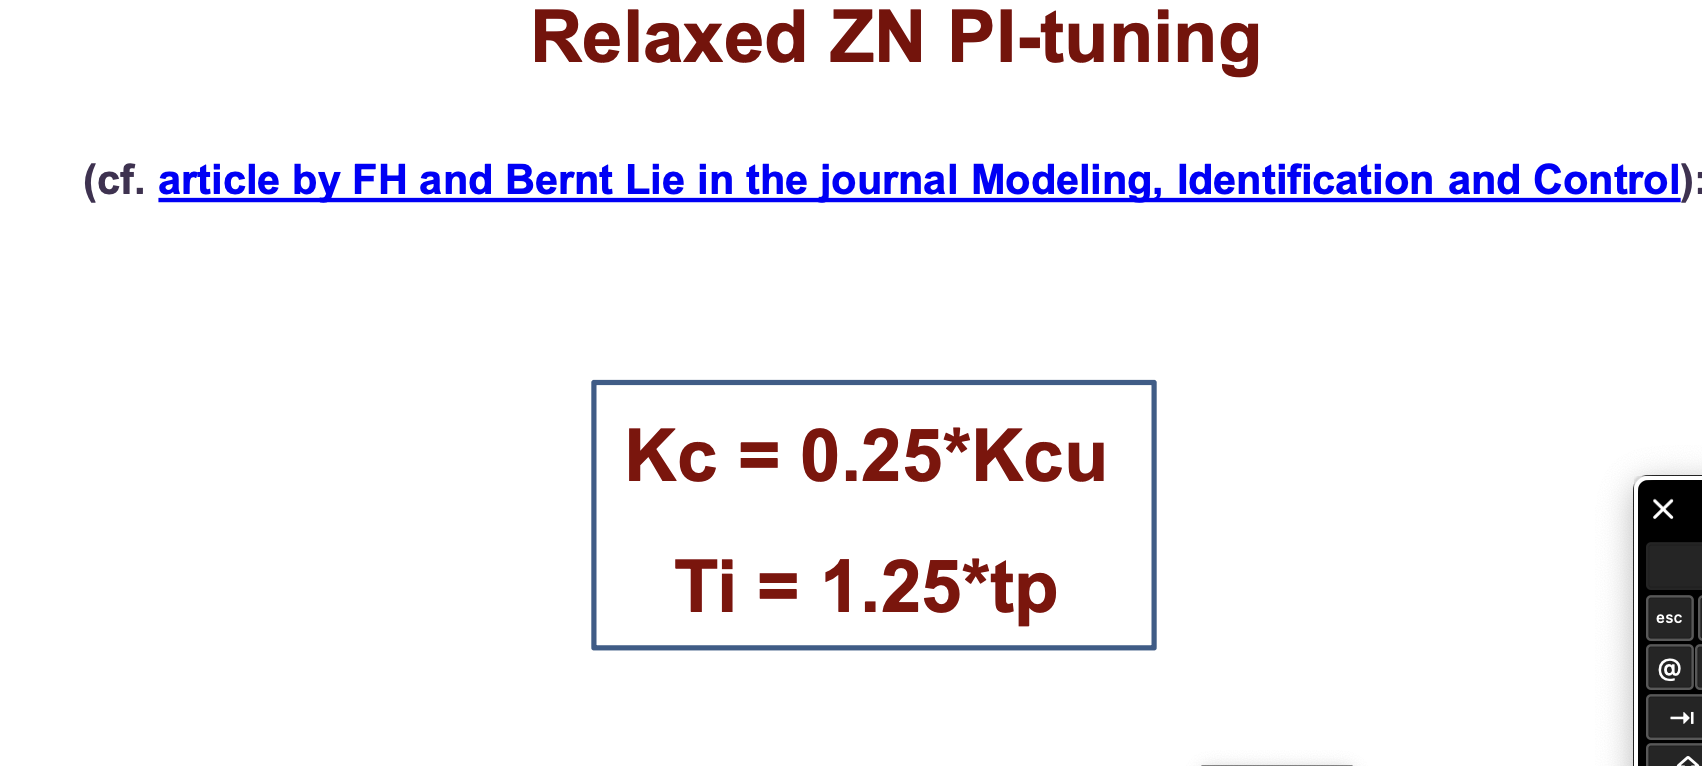 Relaxed ZN PI-tuning
(cf. article by FH and Bernt Lie in the journal Modeling, Identification and Control):
Kc = 0.25*Kcu
Ti = 1.25*tp
esc
@